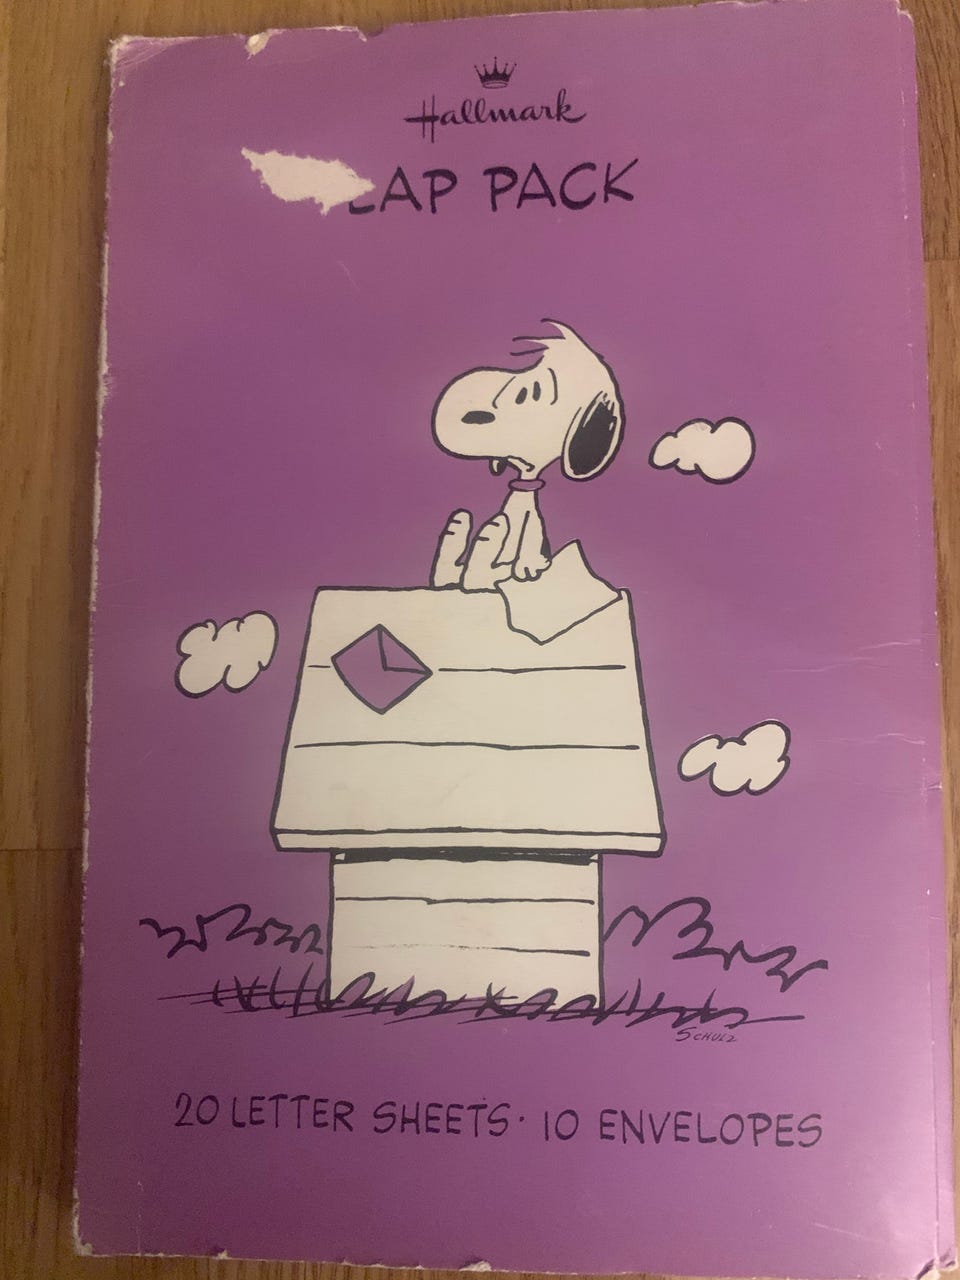 Hallmark
LAP PACK
SCHULZ
20 LETTER SHEETS · 10 ENVELOPES